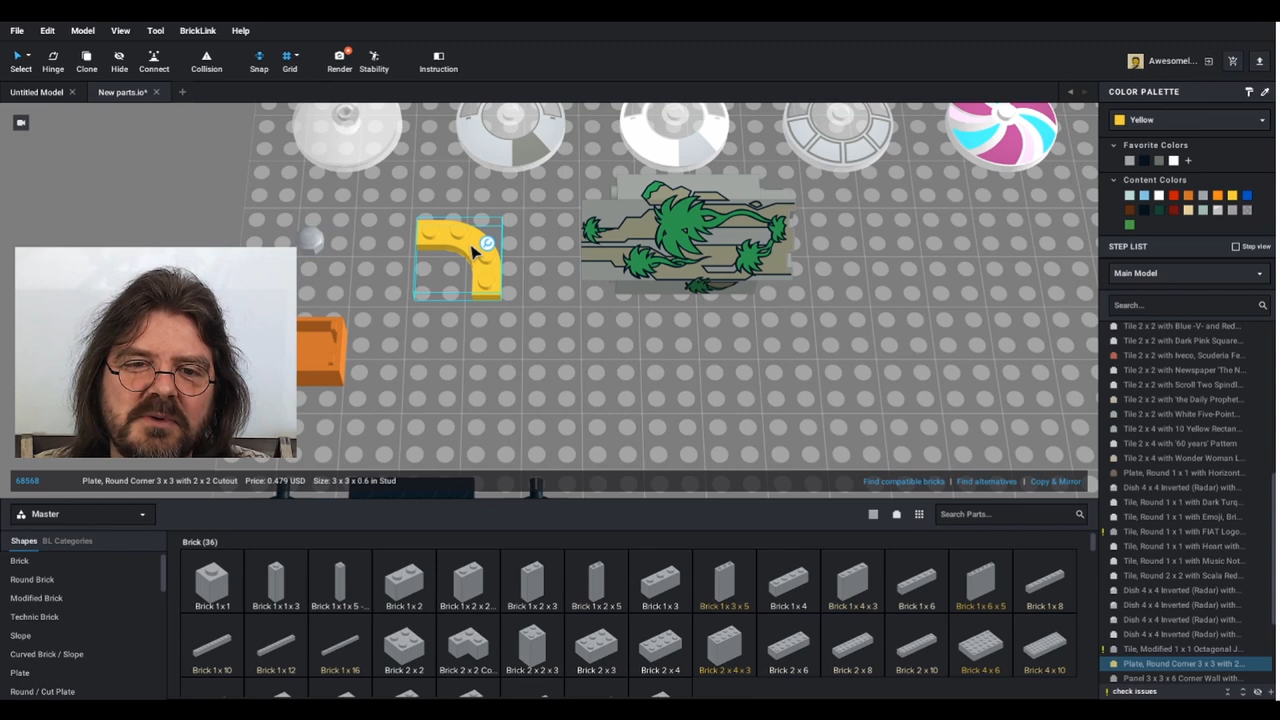 File Edit Model View Tool BrickLink Help
Select Hinge Clone Hide Connect Collision Snap Grid Render Stability Instruction
Awesomel...
Untitled Model New parts.io*
COLOR PALETTE
Yellow
Favorite Colors
Content Colors
STEP LIST
Step view
Main Model
Search...
Tile 2 x 2 with Blue -V- and Red...
Tile 2 x 2 with Dark Pink Square...
Tile 2 x 2 with Iveco, Scuderia Fe...
Tile 2 x 2 with Newspaper 'The N...
Tile 2 x 2 with Scroll Two Spindl...
Tile 2 x 2 with 'the Daily Prophet...
Tile 2 x 2 with White Five-Point...
Tile 2 x 4 with 10 Yellow Rectan...
Tile 2 x 4 with '60 years' Pattern
Tile 2 x 4 with Wonder Woman L...
Plate, Round 1 x 1 with Horizont...
Dish 4 x 4 Inverted (Radar) with...
Tile, Round 1 x 1 with Dark Turq...
Tile, Round 1 x 1 with Emoji, Bri...
Tile, Round 1 x 1 with FIAT Logo...
Tile, Round 1 x 1 with Heart with...
Tile, Round 1 x 1 with Music Not...
Tile, Round 2 x 2 with Scala Red...
Dish 4 x 4 Inverted (Radar) with...
Dish 4 x 4 Inverted (Radar) with...
Dish 4 x 4 Inverted (Radar) with...
Dish 4 x 4 Inverted (Radar) with...
Tile, Modified 1 x 1 Octagonal J...
Plate, Round Corner 3 x 3 with 2...
Panel 3 x 3 x 6 Corner Wall with...
check issues
68568 Plate, Round Corner 3 x 3 with 2 x 2 Cutout Price: 0.479 USD Size: 3 x 3 x 0.6 in Stud
Find compatible bricks | Find alternatives | Copy & Mirror
Master
Search Parts...
Shapes BL Categories
Brick
Round Brick
Modified Brick
Technic Brick
Slope
Curved Brick / Slope
Plate
Round / Cut Plate
Brick (36)
Brick 1 x 1 Brick 1 x 1 x 3 Brick 1 x 1 x 5 -... Brick 1 x 2 Brick 1 x 2 x 2... Brick 1 x 2 x 3 Brick 1 x 2 x 5 Brick 1 x 3 Brick 1 x 3 x 5 Brick 1 x 4 Brick 1 x 4 x 3 Brick 1 x 6 Brick 1 x 6 x 5 Brick 1 x 8
Brick 1 x 10 Brick 1 x 12 Brick 1 x 16 Brick 2 x 2 Brick 2 x 2 Co... Brick 2 x 2 x 3 Brick 2 x 3 Brick 2 x 4 Brick 2 x 4 x 3 Brick 2 x 6 Brick 2 x 8 Brick 2 x 10 Brick 4 x 6 Brick 4 x 10